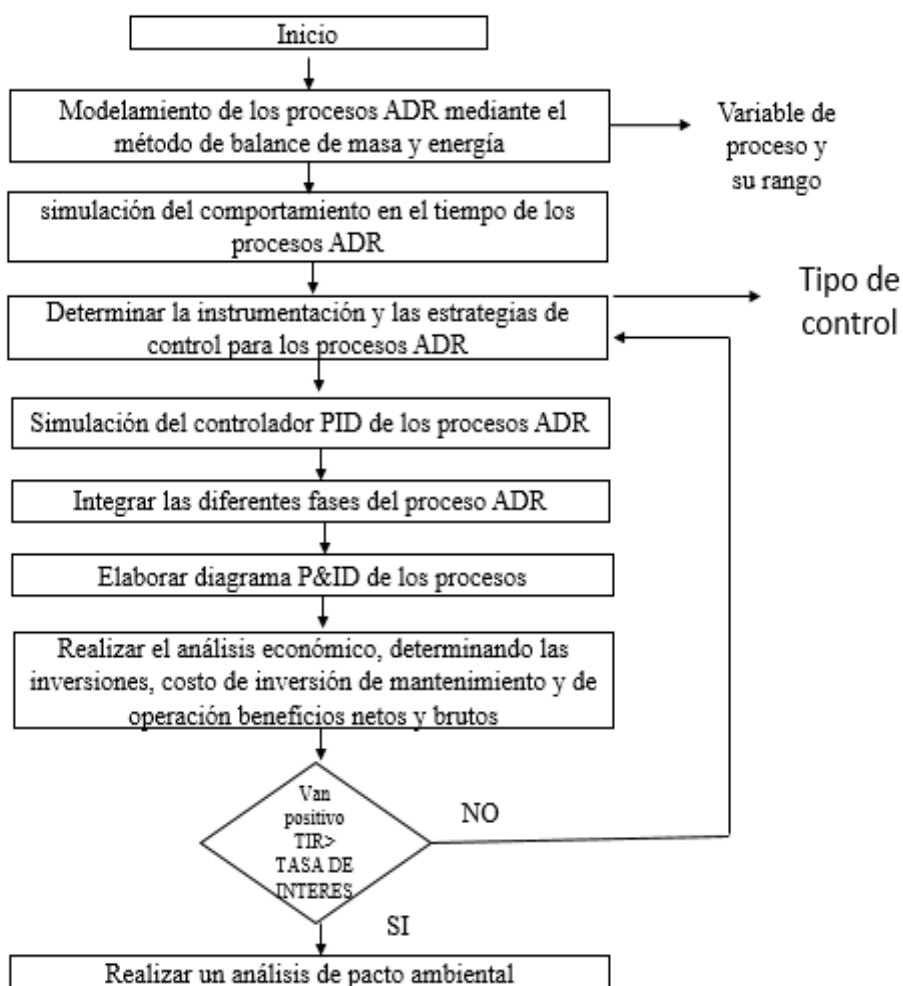 Inicio
Modelamiento de los procesos ADR mediante el
método de balance de masa y energía
Variable de
proceso y
su rango
simulación del comportamiento en el tiempo de los
procesos ADR
Tipo de
control
Determinar la instrumentación y las estrategias de
control para los procesos ADR
Simulación del controlador PID de los procesos ADR
Integrar las diferentes fases del proceso ADR
Elaborar diagrama P&ID de los procesos
Realizar el análisis económico, determinando las
inversiones, costo de inversión de mantenimiento y de
operación beneficios netos y brutos
Van
positivo
TIR>
TASA DE
INTERES
NO
SI
Realizar un análisis de pacto ambiental